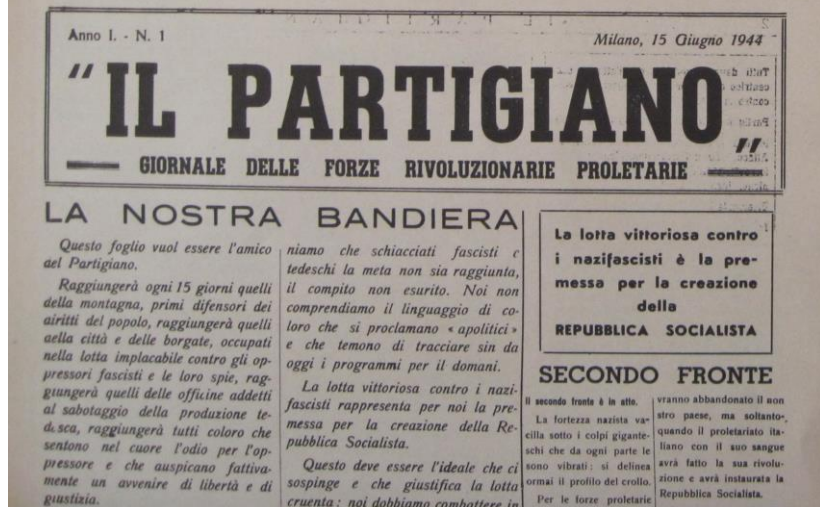 Anno I. - N. 1
Milano, 15 Giugno 1944
"IL PARTIGIANO"
GIORNALE DELLE FORZE RIVOLUZIONARIE PROLETARIE
LA NOSTRA BANDIERA
Questo foglio vuol essere l'amico
del Partigiano.
Raggiungerà ogni 15 giorni quelli
della montagna, primi difensori dei
diritti del popolo, raggiungerà quelli
della città e delle borgate, occupati
nella lotta implacabile contro gli op-
pressori fascisti e le loro spie, rag-
giungerà quelli delle officine addetti
al sabotaggio della produzione te-
desca, raggiungerà tutti coloro che
sentono nel cuore l'odio per l'op-
pressore e che auspicano fattiva-
mente un avvenire di libertà e di
giustizia.
niamo che schiacciati fascisti e
tedeschi la meta non sia raggiunta,
il compito non esurito. Noi non
comprendiamo il linguaggio di co-
loro che si proclamano « apolitici »
e che temono di tracciare sin da
oggi i programmi per il domani.
La lotta vittoriosa contro i nazi-
fascisti rappresenta per noi la pre-
messa per la creazione della Re-
pubblica Socialista.
Questo deve essere l'ideale che ci
sospinge e che giustifica la lotta
cruenta; noi dobbiamo combattere in
La lotta vittoriosa contro
i nazifascisti è la pre-
messa per la creazione
della
REPUBBLICA SOCIALISTA
SECONDO FRONTE
Il secondo fronte è in atto.
La fortezza nazista va-
cilla sotto i colpi gigante-
schi che da ogni parte le
sono vibrati: si delinea
ormai il profilo del crollo.
Per le forze proletarie
vranno abbandonato il non
stro paese, ma soltanto
quando il proletariato ita-
liano con il suo sangue
avrà fatto la sua rivolu-
zione e avrà instaurata la
Repubblica Socialista.